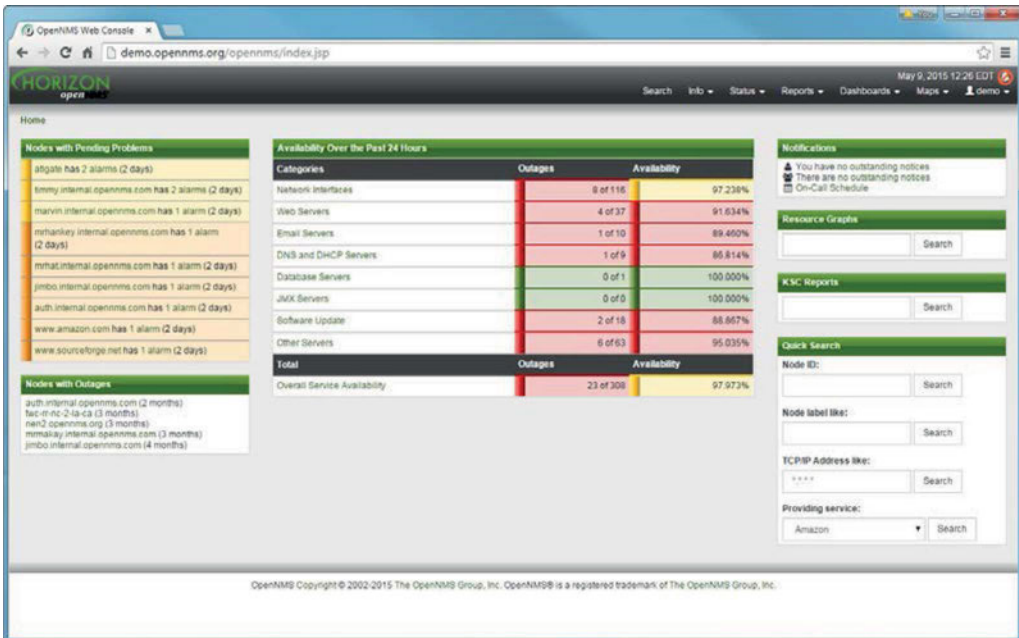 OpenNMS Web Console
demo.opennms.org/opennms/index.jsp
HORIZON
opennms
May 9, 2015 12:26 EDT
Search Info Status Reports Dashboards Maps demo
Home
Nodes with Pending Problems
afigate has 2 alarms (2 days)
timmy.internal.opennms.com has 2 alarms (2 days)
marvin.internal.opennms.com has 1 alarm (2 days)
mrhankey.internal.opennms.com has 1 alarm
(2 days)
mrhat.internal.opennms.com has 1 alarm (2 days)
jimbo.internal.opennms.com has 1 alarm (2 days)
auth.internal.opennms.com has 1 alarm (2 days)
www.amazon.com has 1 alarm (2 days)
www.sourceforge.net has 1 alarm (2 days)
Nodes with Outages
auth.internal.opennms.com (2 months)
fwc-rr-nc-2-la-ca (3 months)
nen2.opennms.org (3 months)
mrmakay.internal.opennms.com (3 months)
jimbo.internal.opennms.com (4 months)
Availability Over the Past 24 Hours
Categories Outages Availability
Network Interfaces 8 of 116 97.238%
Web Servers 4 of 37 91.634%
Email Servers 1 of 10 89.460%
DNS and DHCP Servers 1 of 9 86.814%
Database Servers 0 of 1 100.000%
JMX Servers 0 of 0 100.000%
Software Update 2 of 18 88.867%
Other Servers 6 of 63 95.035%
Total Outages Availability
Overall Service Availability 23 of 308 97.973%
Notifications
You have no outstanding notices
There are no outstanding notices
On-Call Schedule
Resource Graphs
Search
KSC Reports
Search
Quick Search
Node ID:
Search
Node label like:
Search
TCP/IP Address like:
*.*.*.* Search
Providing service:
Amazon Search
OpenNMS Copyright © 2002-2015 The OpenNMS Group, Inc. OpenNMS® is a registered trademark of The OpenNMS Group, Inc.